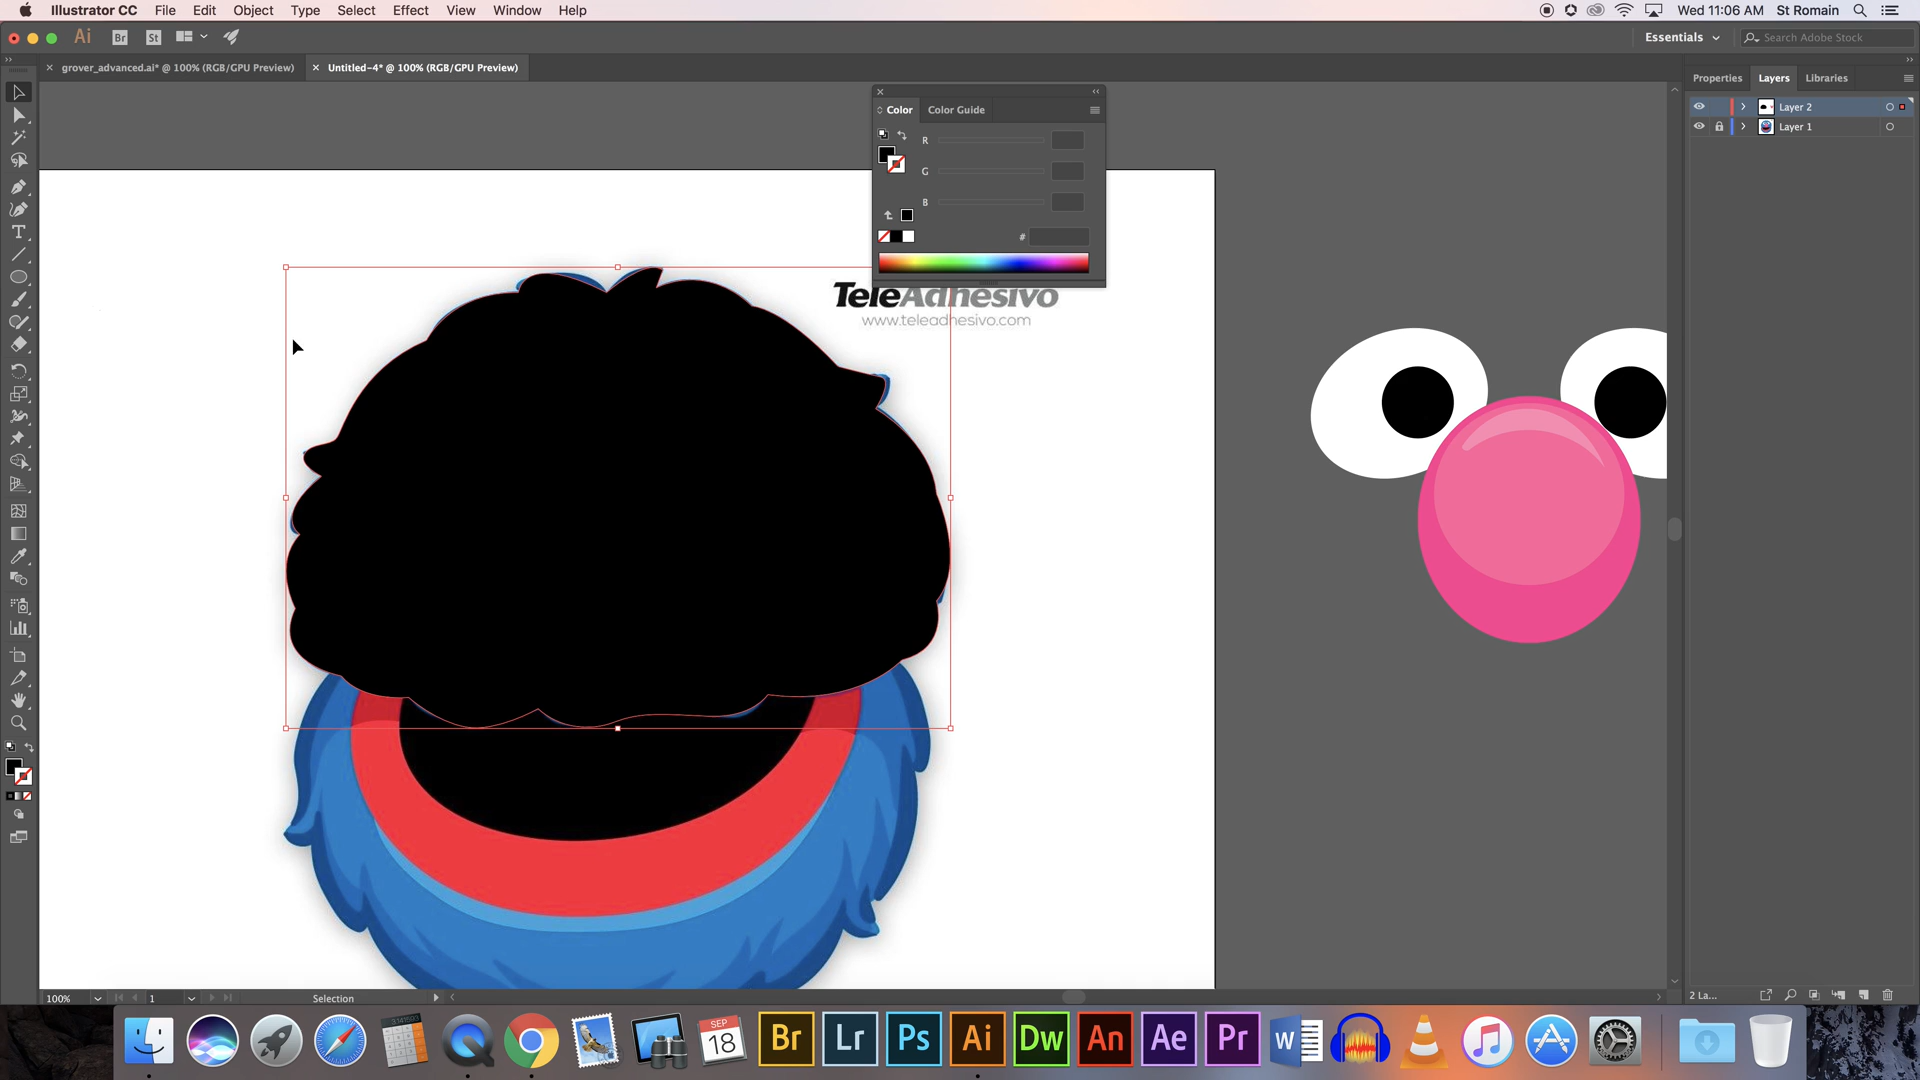 Illustrator CC File Edit Object Type Select Effect View Window Help
Wed 11:06 AM St Romain
Ai Br St
Essentials
Search Adobe Stock
grover_advanced.ai* @ 100% (RGB/GPU Preview)
Untitled-4* @ 100% (RGB/GPU Preview)
Properties Layers Libraries
Color Color Guide
Layer 2
Layer 1
R
G
B
#
TeleAdhesivo
www.teleadhesivo.com
T
100%
1
Selection
2 La...
SEP
18
Br Lr Ps Ai Dw An Ae Pr W